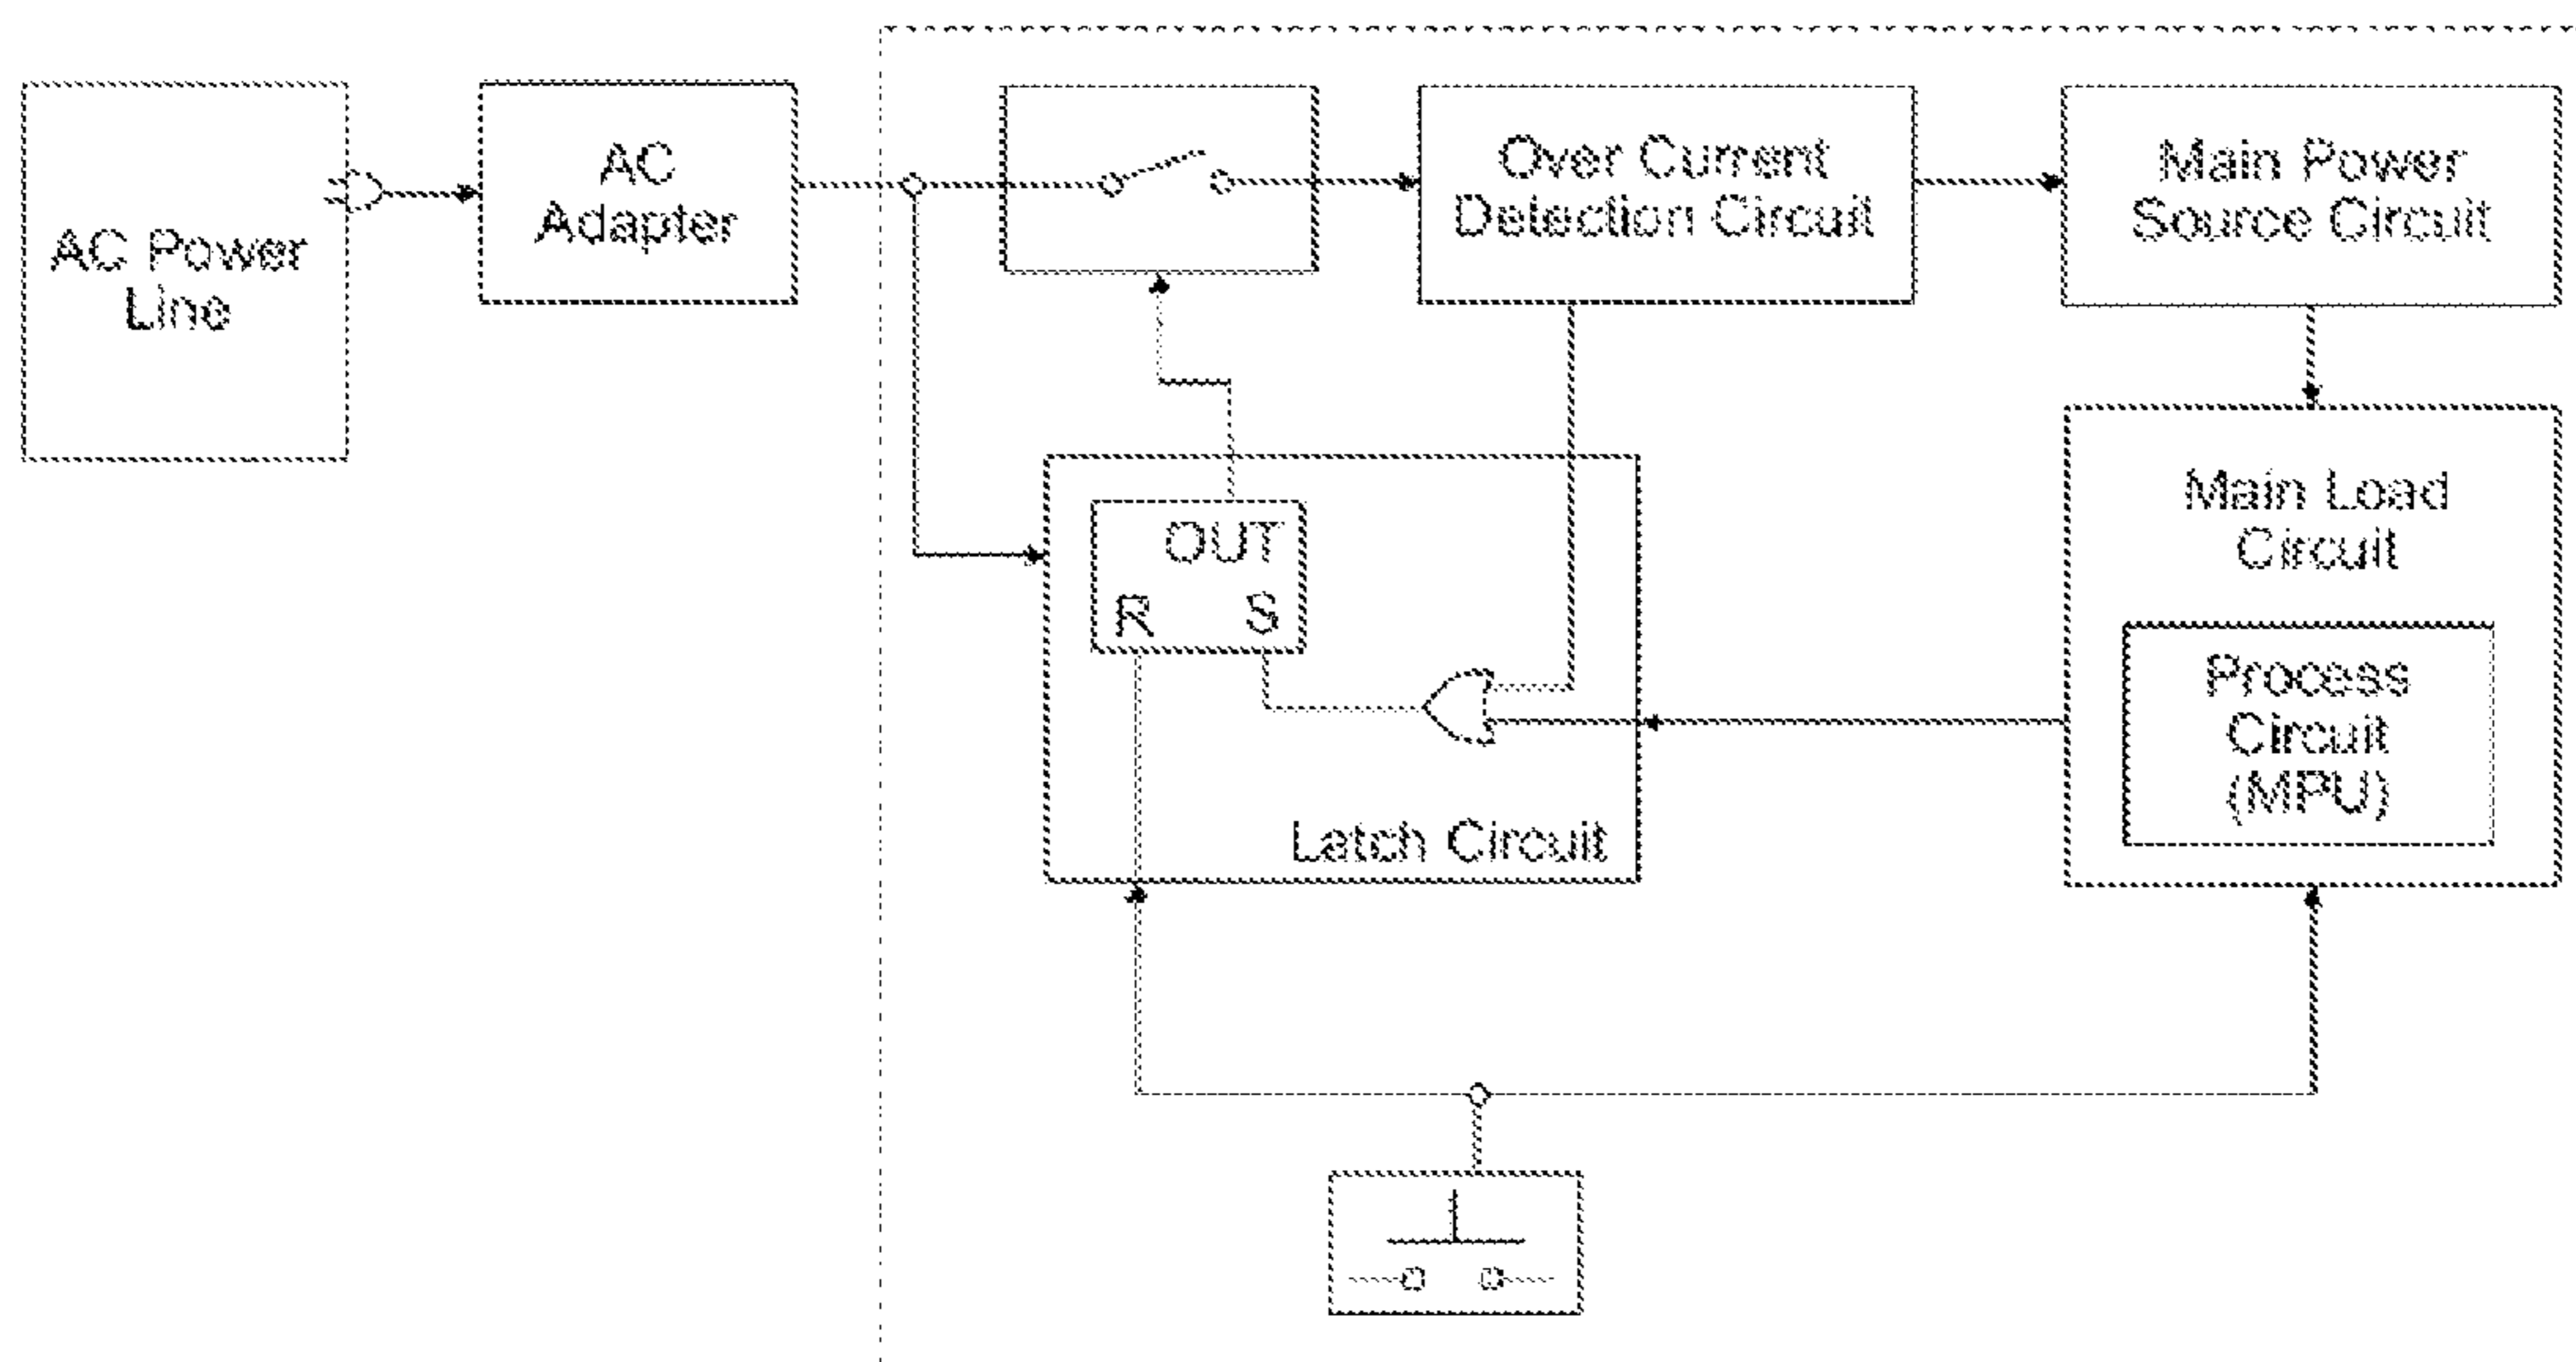 AC Power
Line
AC
Adapter
Over Current
Detection Circuit
Main Power
Source Circuit
OUT
R S
Latch Circuit
Main Load
Circuit
Process
Circuit
(MPU)